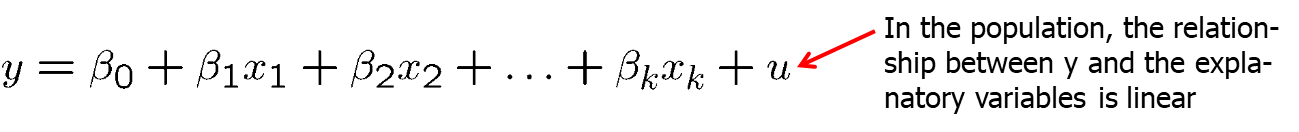 y = β₀ + β₁x₁ + β₂x₂ + . . . + βₖxₖ + u
In the population, the relation-
ship between y and the expla-
natory variables is linear